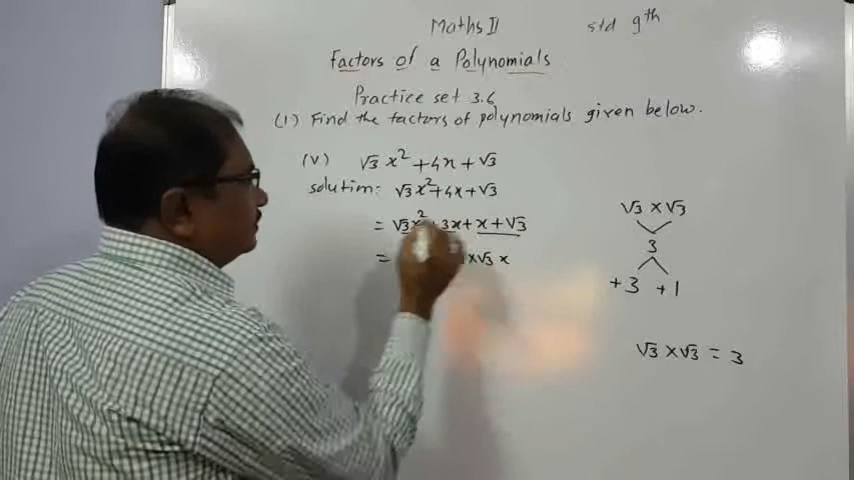 Maths II std 9th
Factors of a Polynomials
Practice set 3.6
(1) Find the factors of polynomials given below.
(V) √3 x² + 4x + √3
solution: √3x² + 4x + √3
= √3x² + 3x + x + √3
= x √3 x
√3 x √3
3
+3 +1
√3 x √3 = 3